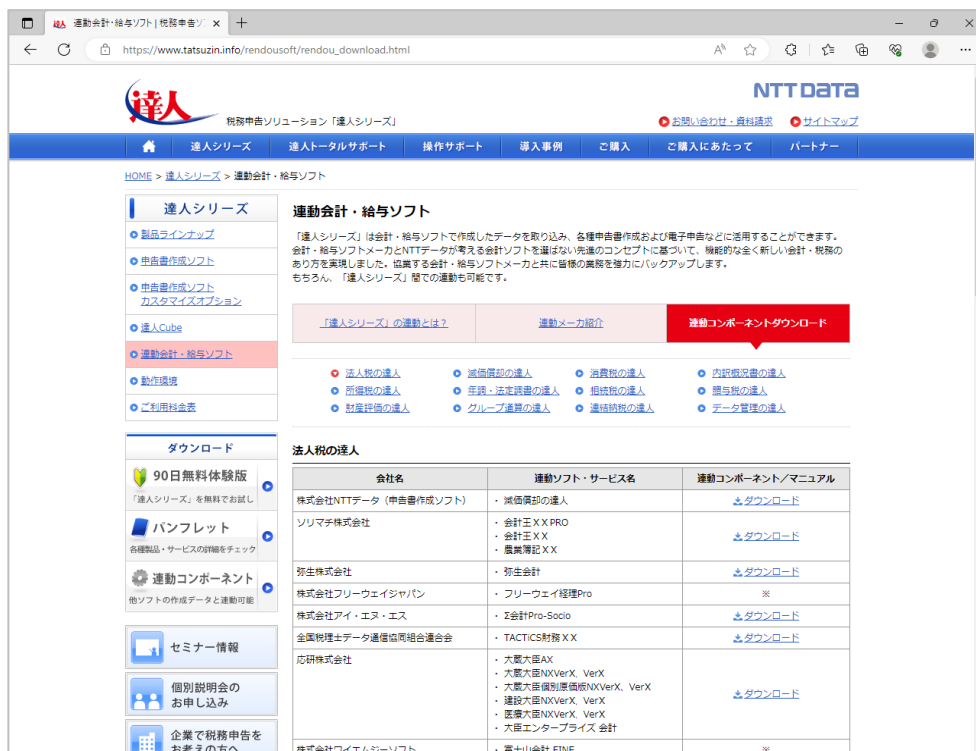 達人 連動会計・給与ソフト | 税務申告ソ
https://www.tatsuzin.info/rendousoft/rendou_download.html
NTT DATA
達人
税務申告ソリューション「達人シリーズ」
お問い合わせ・資料請求 サイトマップ
達人シリーズ 達人トータルサポート 操作サポート 導入事例 ご購入 ご購入にあたって パートナー
HOME > 達人シリーズ > 連動会計・給与ソフト
達人シリーズ
製品ラインナップ
申告書作成ソフト
申告書作成ソフト
カスタマイズオプション
達人Cube
連動会計・給与ソフト
動作環境
ご利用料金表
ダウンロード
90日無料体験版
「達人シリーズ」を無料でお試し
パンフレット
各種製品・サービスの詳細をチェック
連動コンポーネント
他ソフトの作成データと連動可能
セミナー情報
個別説明会の
お申し込み
企業で税務申告を
お考えの方へ
連動会計・給与ソフト
「達人シリーズ」は会計・給与ソフトで作成したデータを取り込み、各種申告書作成および電子申告などに活用することができます。
会計・給与ソフトメーカとNTTデータが考える会計ソフトを選ばない先進のコンセプトに基づいて、機能的な全く新しい会計・税務の
あり方を実現しました。協業する会計・給与ソフトメーカと共に皆様の業務を強力にバックアップします。
もちろん、「達人シリーズ」間での連動も可能です。
「達人シリーズ」の連動とは？ 連動メーカ紹介 連動コンポーネントダウンロード
法人税の達人 減価償却の達人 消費税の達人 内訳概況書の達人
所得税の達人 年調・法定調書の達人 相続税の達人 贈与税の達人
財産評価の達人 グループ通算の達人 連結納税の達人 データ管理の達人
法人税の達人
会社名 連動ソフト・サービス名 連動コンポーネント／マニュアル
株式会社NTTデータ（申告書作成ソフト） ・ 減価償却の達人 ダウンロード
ソリマチ株式会社 ・ 会計王ＸＸPRO
・ 会計王ＸＸ ダウンロード
・ 農業簿記ＸＸ
弥生株式会社 ・ 弥生会計 ダウンロード
株式会社フリーウェイジャパン ・ フリーウェイ経理Pro ※
株式会社アイ・エヌ・エス ・ Σ会計Pro-Socio ダウンロード
全国税理士データ通信協同組合連合会 ・ TACTiCS財務ＸＸ ダウンロード
応研株式会社 ・ 大蔵大臣AX
・ 大蔵大臣NXVerX、VerX
・ 大蔵大臣個別原価版NXVerX、VerX
・ 建設大臣NXVerX、VerX ダウンロード
・ 医療大臣NXVerX、VerX
・ 大臣エンタープライズ 会計
株式会社ワイエムジーソフト ・ 富士山会計 FINE ※